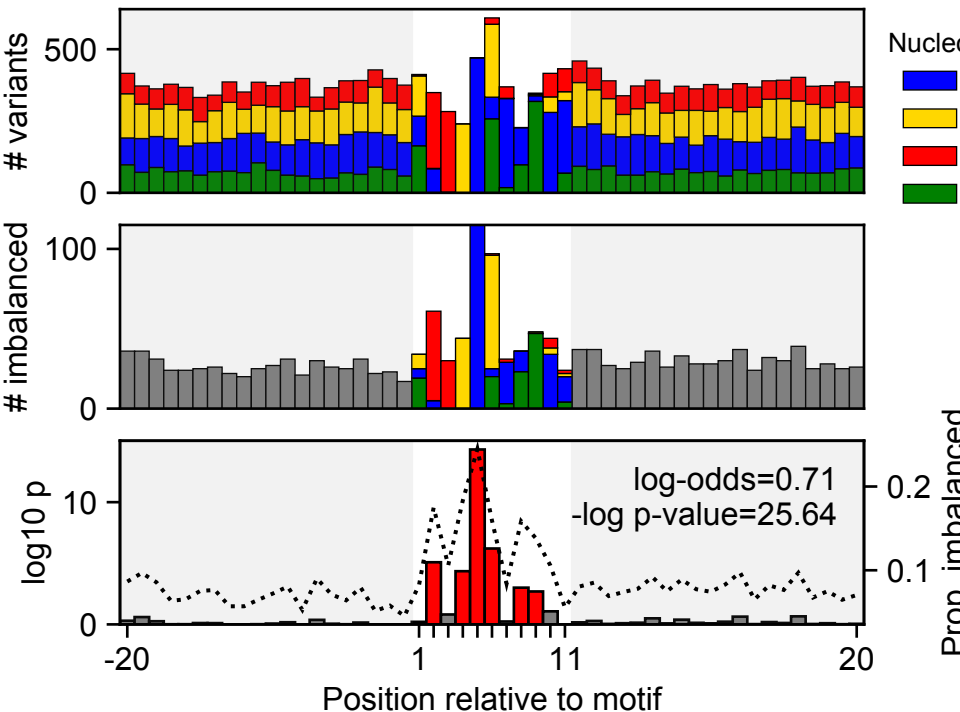 # variants
500
0
Nucleo
# imbalanced
100
0
log10 p
10
0
log-odds=0.71
-log p-value=25.64
0.2
0.1
Prop. imbalanced
-20
1
11
20
Position relative to motif